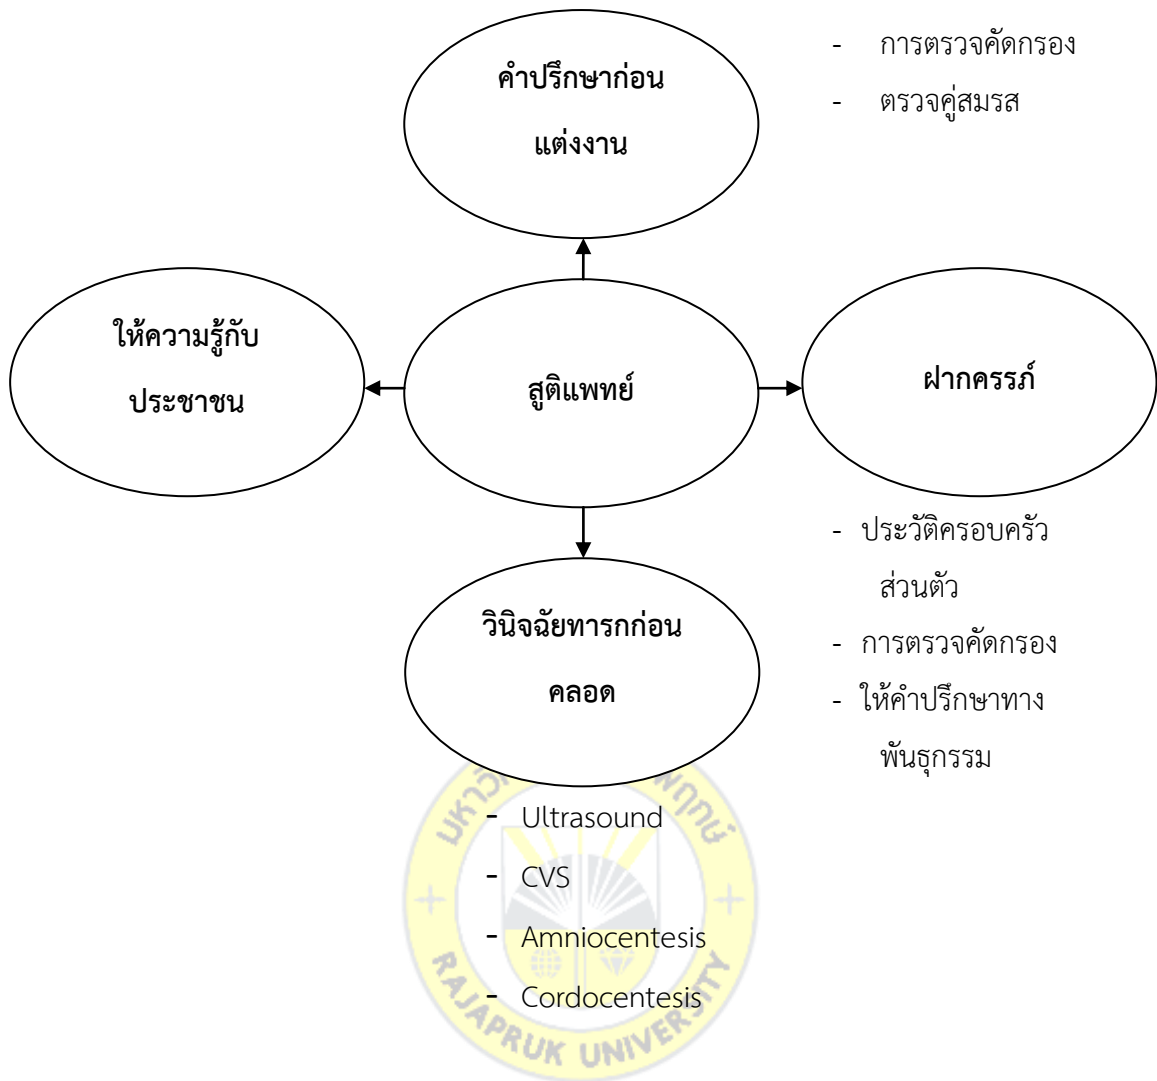 คำปรึกษาก่อน
แต่งงาน
- การตรวจคัดกรอง
- ตรวจคู่สมรส
ให้ความรู้กับ
ประชาชน
สูติแพทย์
ฝากครรภ์
- ประวัติครอบครัว
ส่วนตัว
- การตรวจคัดกรอง
- ให้คำปรึกษาทาง
พันธุกรรม
วินิจฉัยทารกก่อน
คลอด
- Ultrasound
- CVS
- Amniocentesis
- Cordocentesis
RAJAPRUK UNIVERSITY